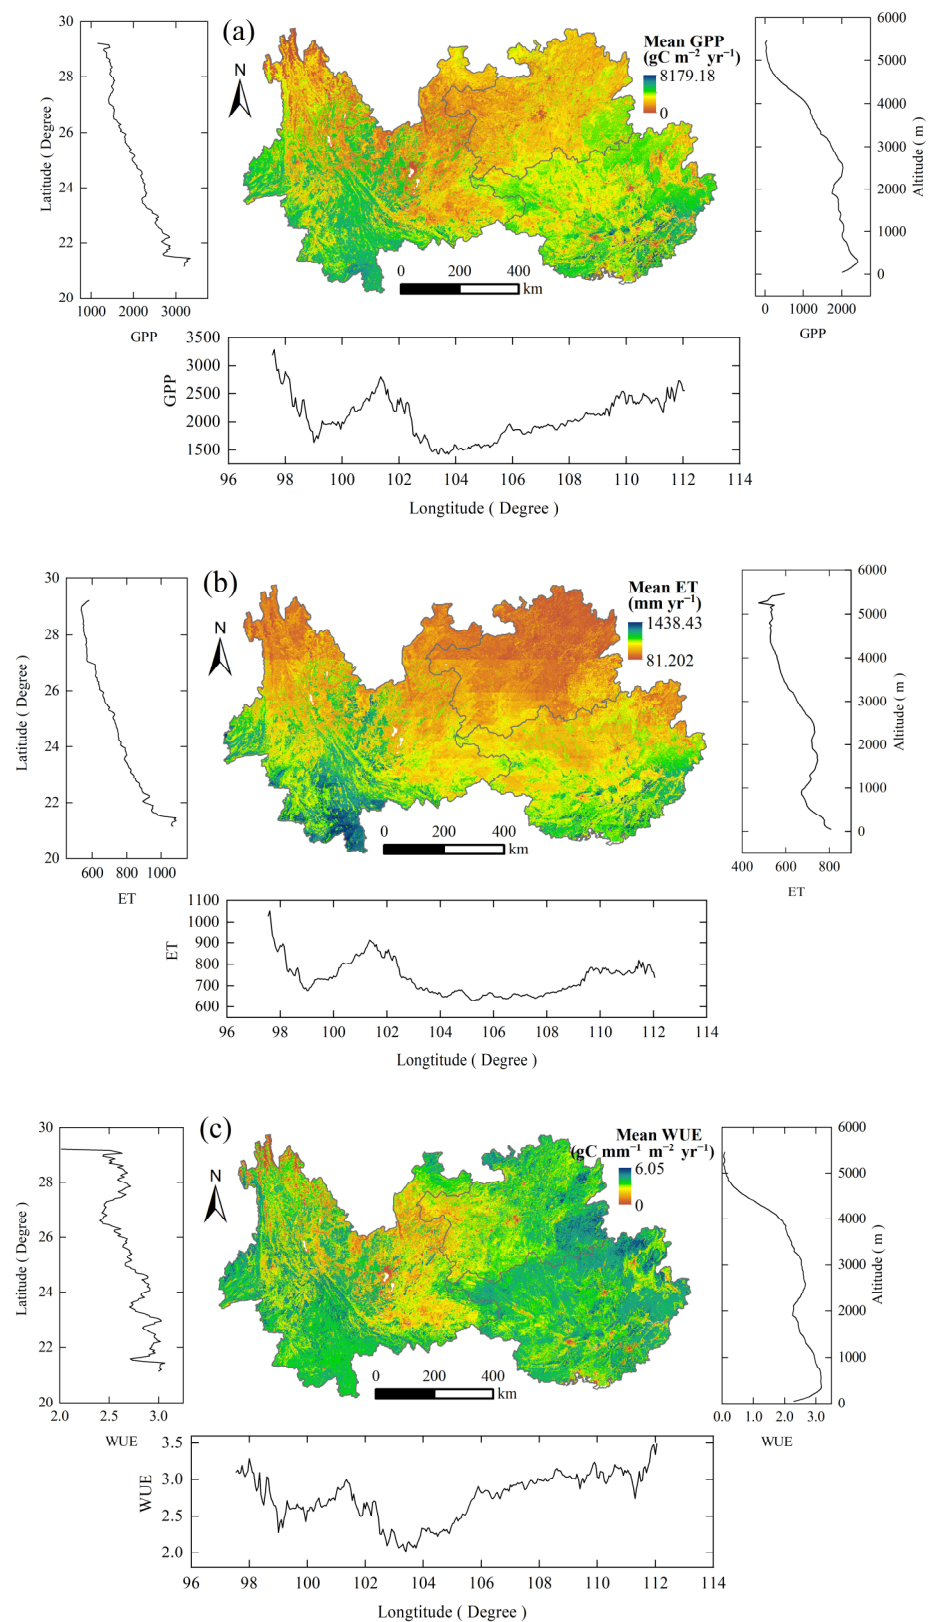 (a)
30
28
26
24
22
20
Latitude ( Degree )
1000 2000 3000
GPP
N
Mean GPP
(gC m⁻² yr⁻¹)
8179.18
0
0 200 400
km
6000
5000
4000
3000
2000
1000
0
Altitude ( m )
0 1000 2000
GPP
3500
3000
2500
2000
1500
GPP
96 98 100 102 104 106 108 110 112 114
Longtitude ( Degree )
(b)
30
28
26
24
22
20
Latitude ( Degree )
600 800 1000
ET
N
Mean ET
(mm yr⁻¹)
1438.43
81.202
0 200 400
km
6000
5000
4000
3000
2000
1000
0
Altitude ( m )
400 600 800
ET
1100
1000
900
800
700
600
ET
96 98 100 102 104 106 108 110 112 114
Longtitude ( Degree )
(c)
30
28
26
24
22
20
Latitude ( Degree )
2.0 2.5 3.0
WUE
N
Mean WUE
(gC mm⁻¹ m⁻² yr⁻¹)
6.05
0
0 200 400
km
6000
5000
4000
3000
2000
1000
0
Altitude ( m )
0.0 1.0 2.0 3.0
WUE
3.5
3.0
2.5
2.0
WUE
96 98 100 102 104 106 108 110 112 114
Longtitude ( Degree )